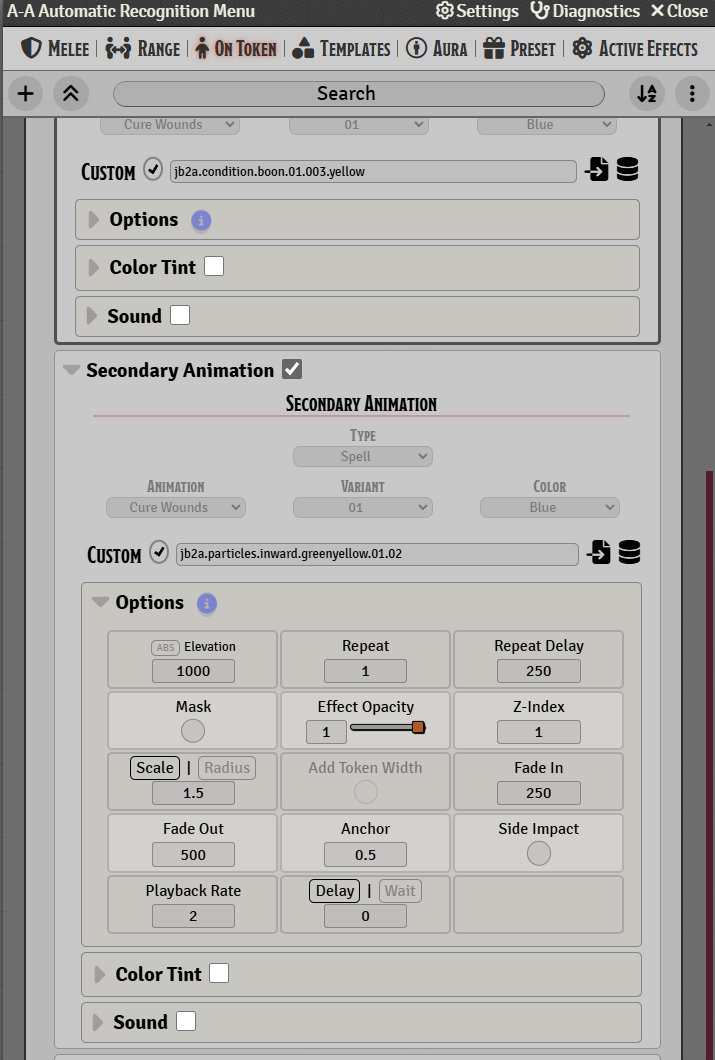 A-A Automatic Recognition Menu Settings Diagnostics Close
Melee Range On Token Templates Aura Preset Active Effects
Search
Cure Wounds 01 Blue
Custom jb2a.condition.boon.01.003.yellow
Options
Color Tint
Sound
Secondary Animation
Secondary Animation
Type
Spell
Animation Variant Color
Cure Wounds 01 Blue
Custom jb2a.particles.inward.greenyellow.01.02
Options
ABS Elevation Repeat Repeat Delay
1000 1 250
Mask Effect Opacity Z-Index
1 1
Scale | Radius Add Token Width Fade In
1.5 250
Fade Out Anchor Side Impact
500 0.5
Playback Rate Delay | Wait
2 0
Color Tint
Sound